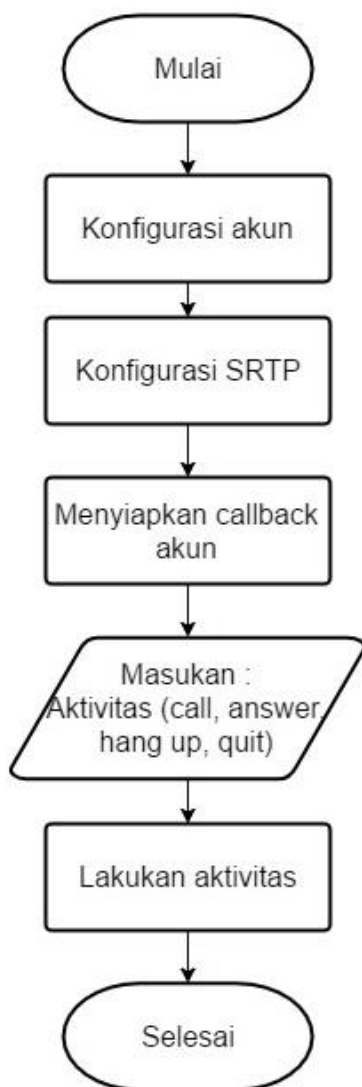 Mulai
Konfigurasi akun
Konfigurasi SRTP
Menyiapkan callback
akun
Masukan :
Aktivitas (call, answer,
hang up, quit)
Lakukan aktivitas
Selesai